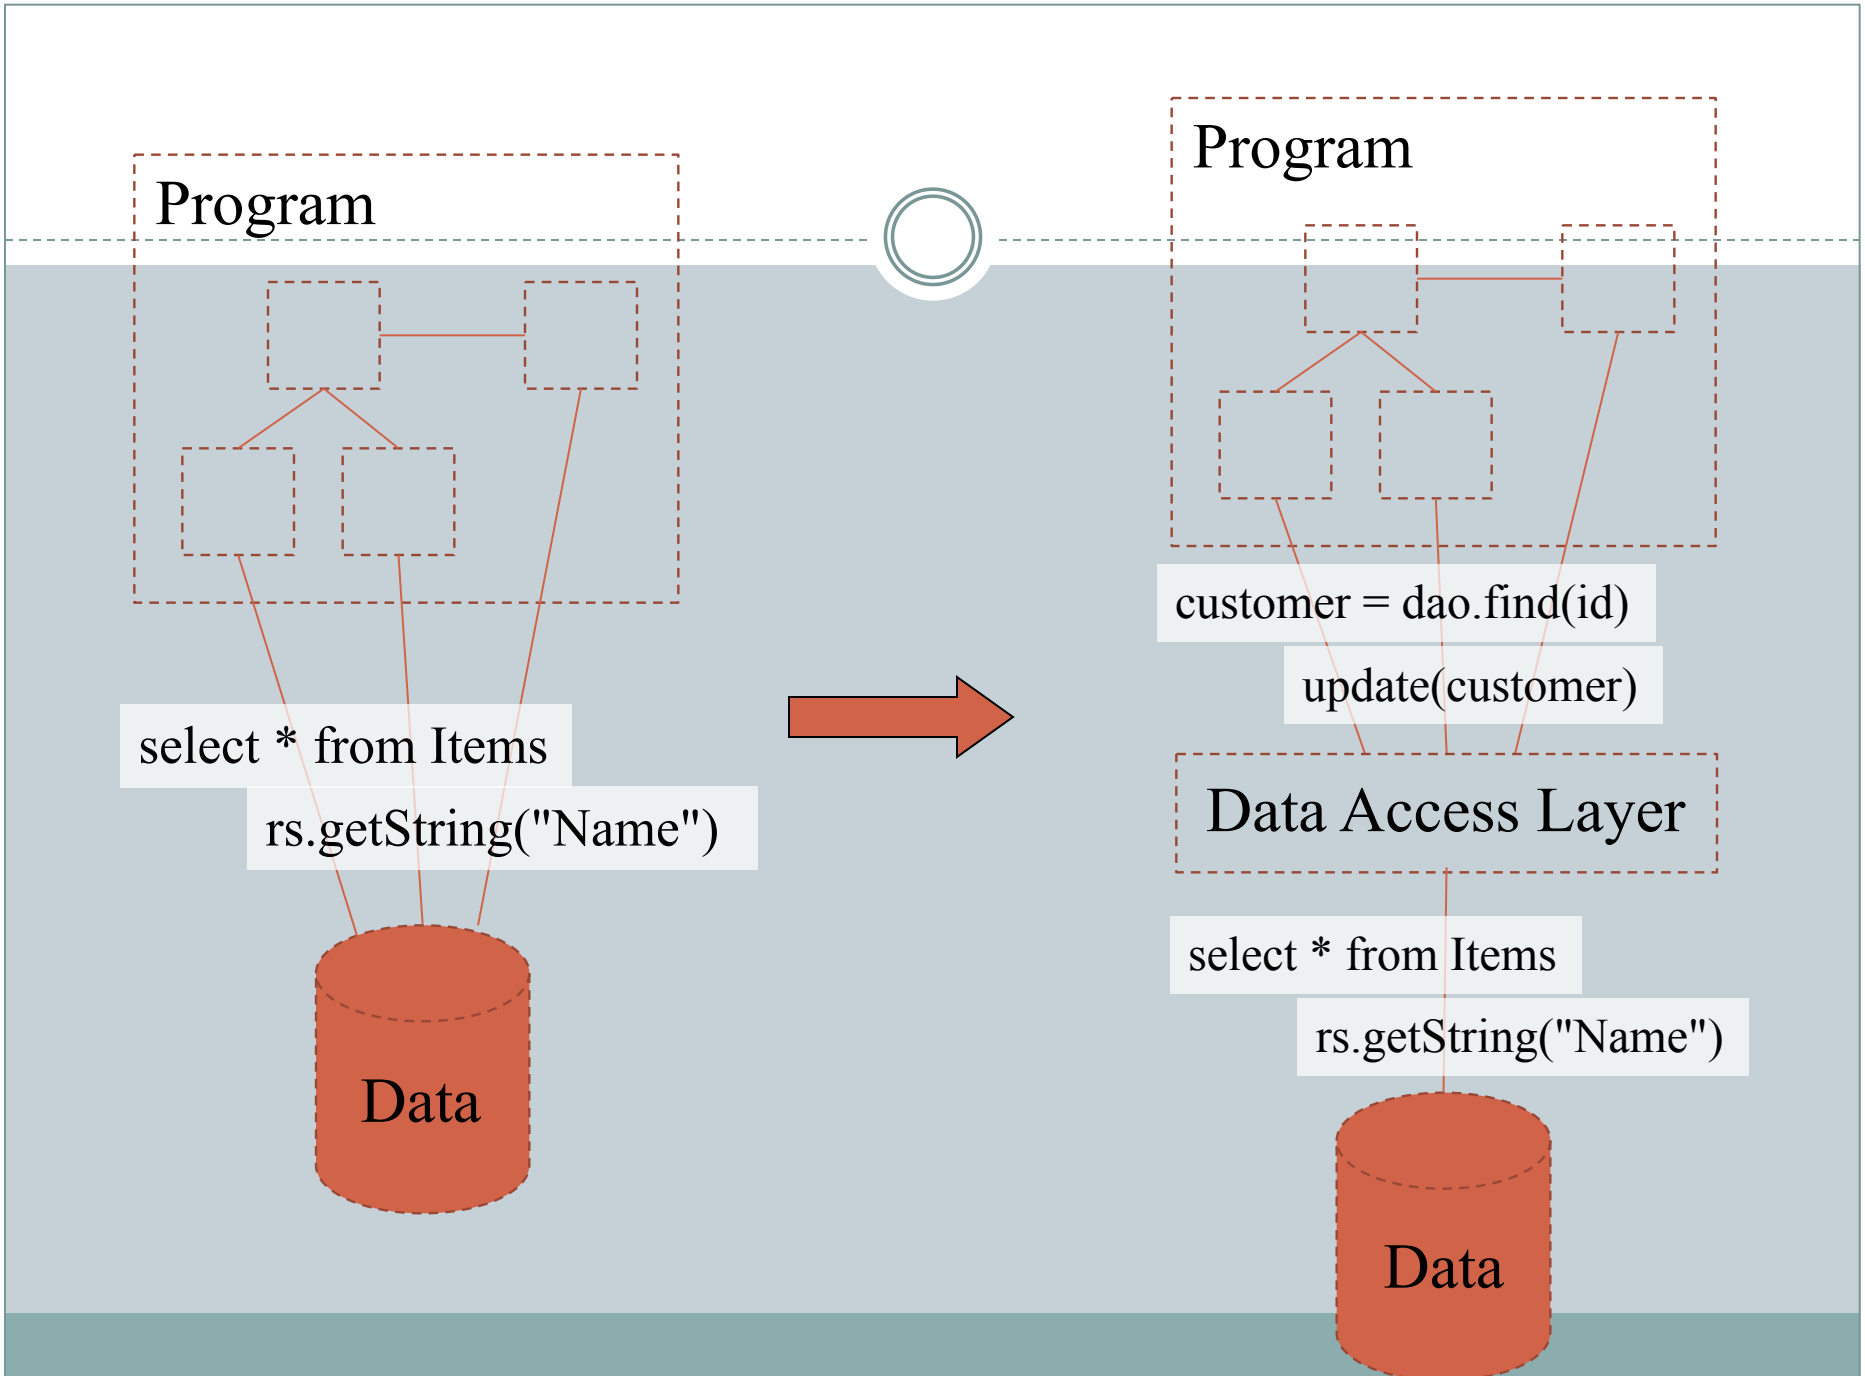 Program
select * from Items
rs.getString("Name")
Data
Program
customer = dao.find(id)
update(customer)
Data Access Layer
select * from Items
rs.getString("Name")
Data